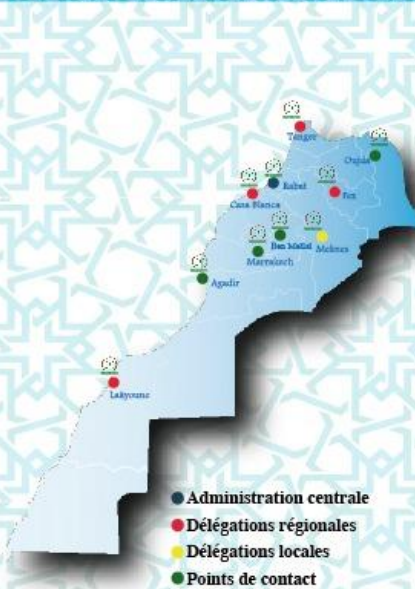 Tanger
Oujda
Rabat
Casa Blanca
Fez
Ben Mellal
Meknes
Marrakech
Agadir
Laâyoune
Administration centrale
Délégations régionales
Délégations locales
Points de contact